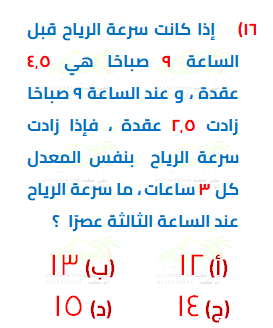 ١٦) إذا كانت سرعة الرياح قبل
الساعة ٩ صباحًا هي ٤,٥
عقدة ، و عند الساعة ٩ صباحًا
زادت ٢,٥ عقدة ، فإذا زادت
سرعة الرياح بنفس المعدل
كل ٣ ساعات ، ما سرعة الرياح
عند الساعة الثالثة عصرًا ؟
(أ) ١٢ (ب) ١٣
(ج) ١٤ (د) ١٥